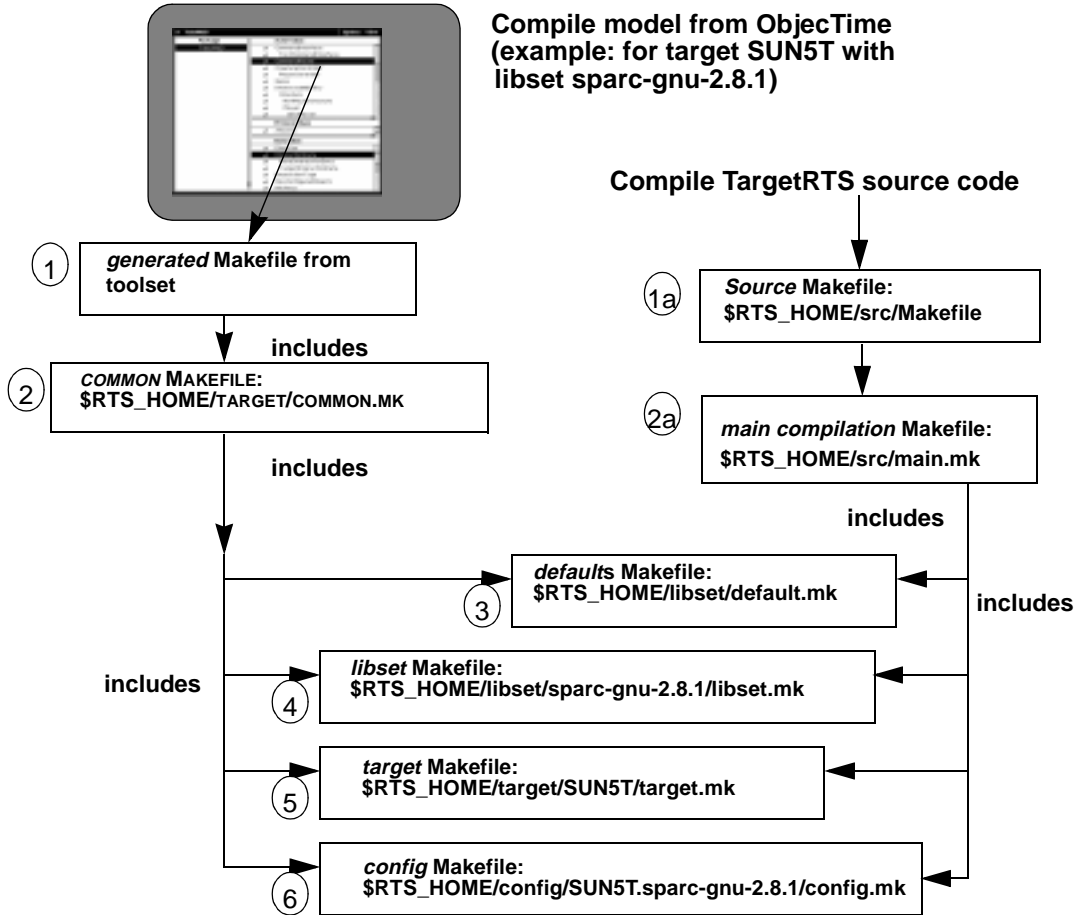 Compile model from ObjecTime
(example: for target SUN5T with
libset sparc-gnu-2.8.1)
Compile TargetRTS source code
1
generated Makefile from
toolset
1a
Source Makefile:
$RTS_HOME/src/Makefile
includes
2
COMMON MAKEFILE:
$RTS_HOME/TARGET/COMMON.MK
2a
main compilation Makefile:
$RTS_HOME/src/main.mk
includes
includes
defaults Makefile:
$RTS_HOME/libset/default.mk
3
includes
includes
libset Makefile:
$RTS_HOME/libset/sparc-gnu-2.8.1/libset.mk
4
target Makefile:
$RTS_HOME/target/SUN5T/target.mk
5
config Makefile:
$RTS_HOME/config/SUN5T.sparc-gnu-2.8.1/config.mk
6